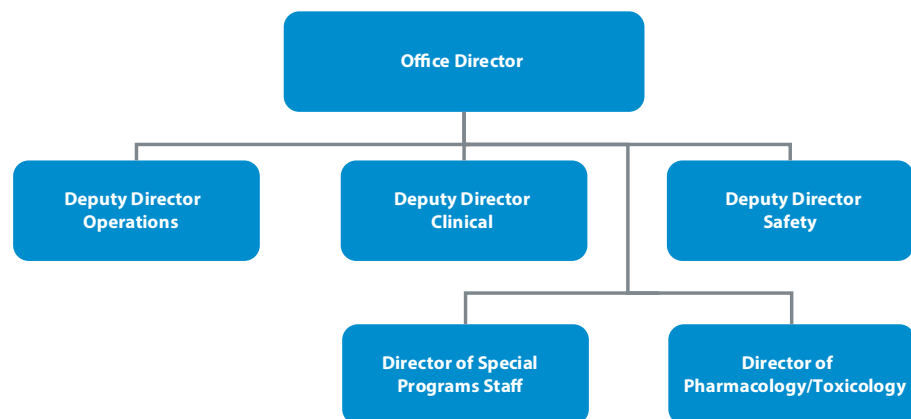 Office Director
Deputy Director
Operations
Deputy Director
Clinical
Deputy Director
Safety
Director of Special
Programs Staff
Director of
Pharmacology/Toxicology